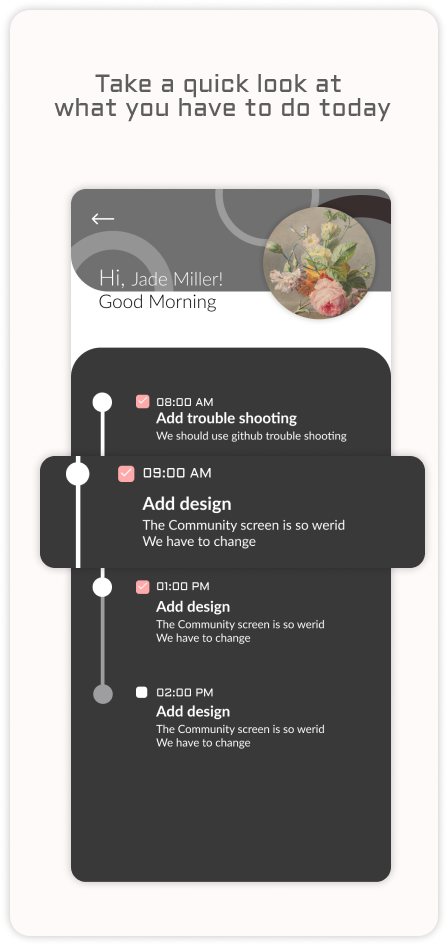 Take a quick look at
what you have to do today
Hi, Jade Miller!
Good Morning
08:00 AM
Add trouble shooting
We should use github trouble shooting
09:00 AM
Add design
The Community screen is so werid
We have to change
01:00 PM
Add design
The Community screen is so werid
We have to change
02:00 PM
Add design
The Community screen is so werid
We have to change